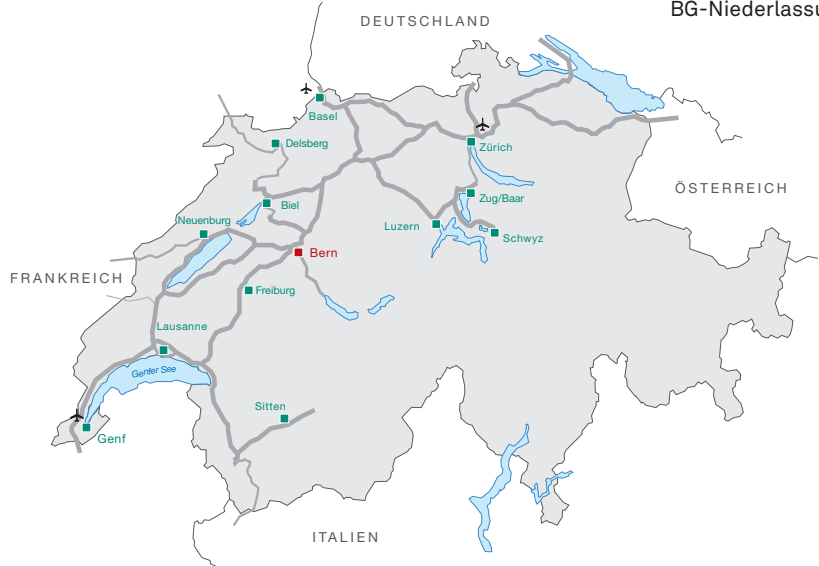 BG-Niederlassu
DEUTSCHLAND
Basel
Delsberg
Zürich
ÖSTERREICH
Zug/Baar
Biel
Neuenburg
Luzern
Schwyz
Bern
FRANKREICH
Freiburg
Lausanne
Genfer See
Sitten
Genf
ITALIEN